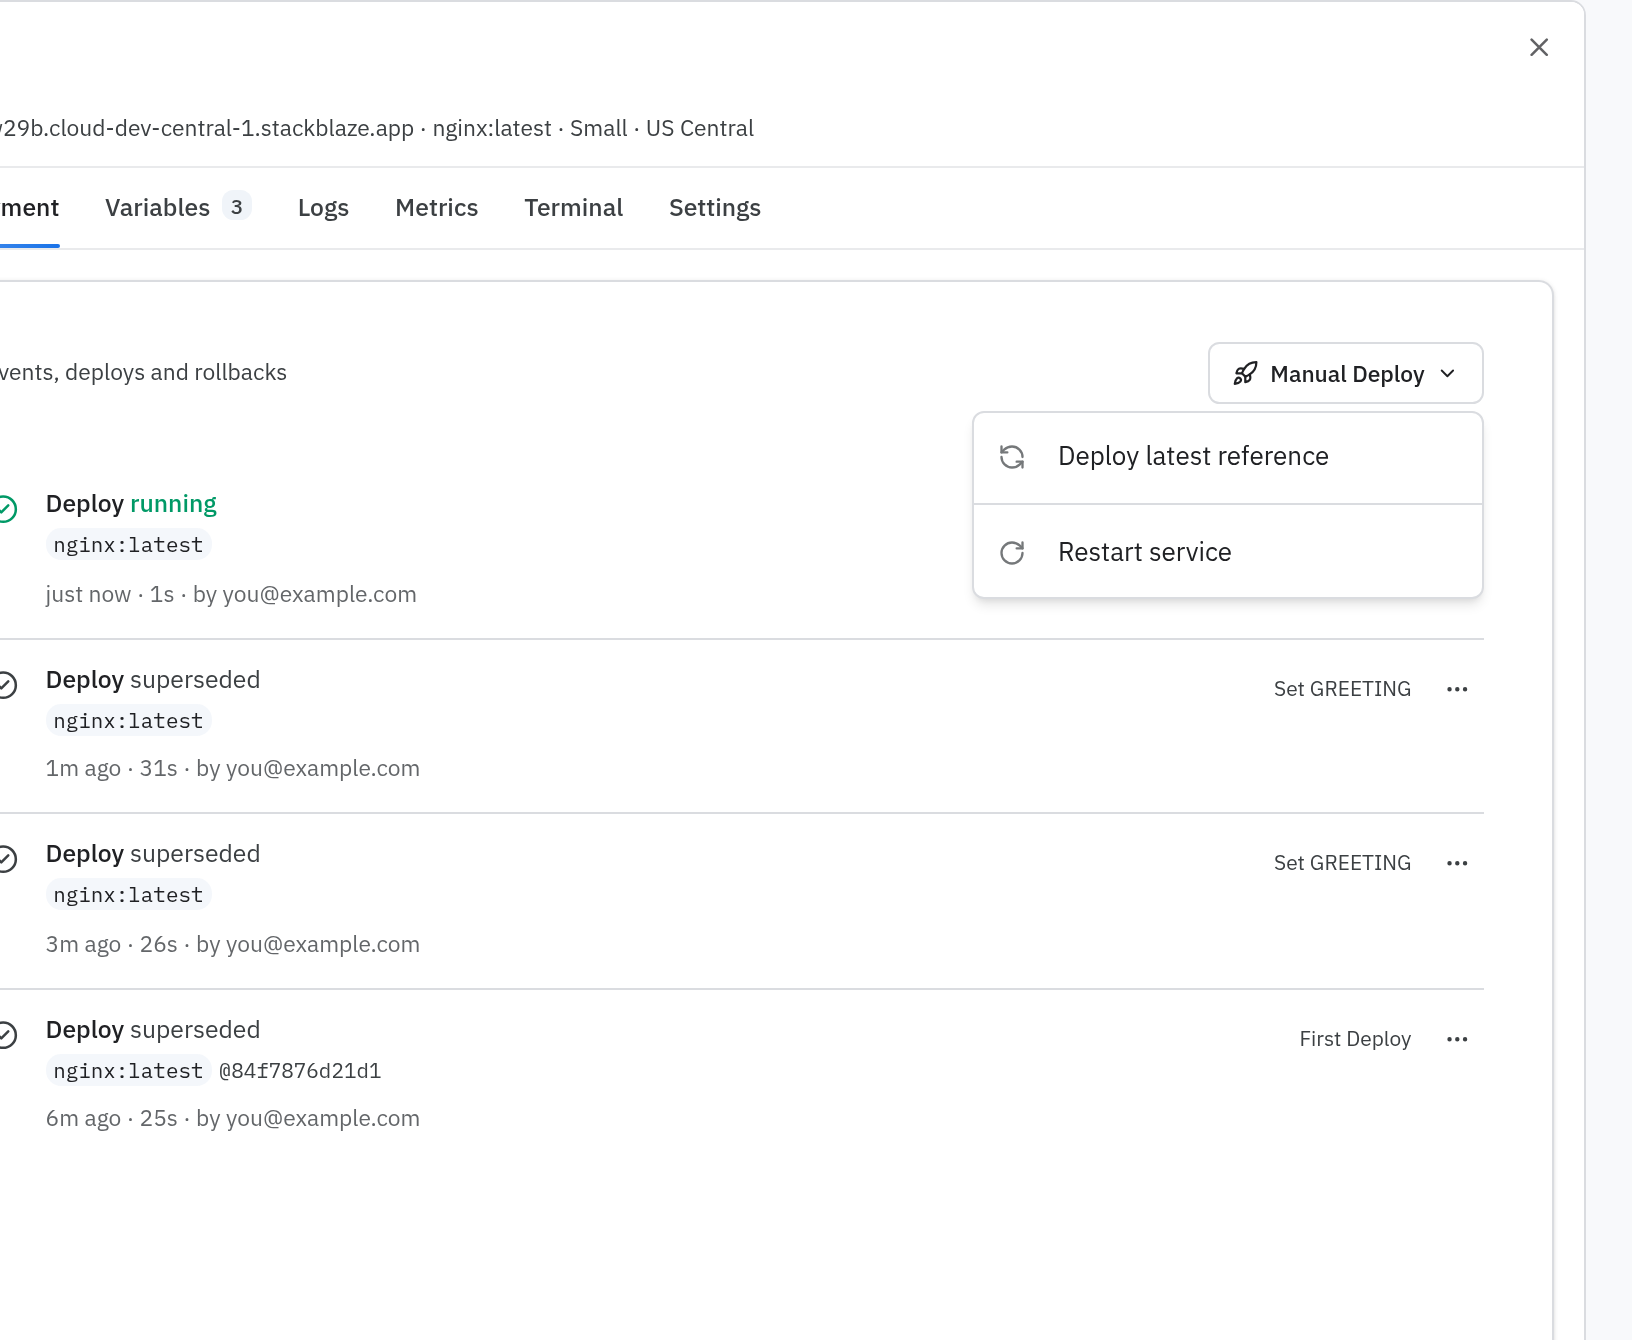 29b.cloud-dev-central-1.stackblaze.app · nginx:latest · Small · US Central
ment Variables 3 Logs Metrics Terminal Settings
vents, deploys and rollbacks
Manual Deploy
Deploy latest reference
Restart service
Deploy running
nginx:latest
just now · 1s · by you@example.com
Deploy superseded
Set GREETING
nginx:latest
1m ago · 31s · by you@example.com
Deploy superseded
Set GREETING
nginx:latest
3m ago · 26s · by you@example.com
Deploy superseded
First Deploy
nginx:latest @84f7876d21d1
6m ago · 25s · by you@example.com